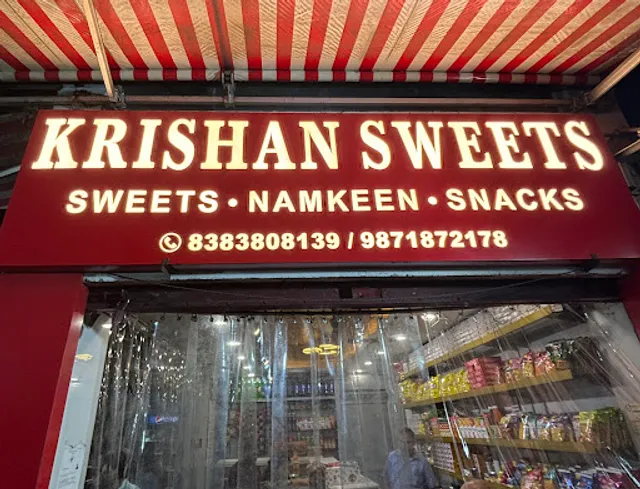 KRISHAN SWEETS
SWEETS • NAMKEEN • SNACKS
8383808139 / 9871872178